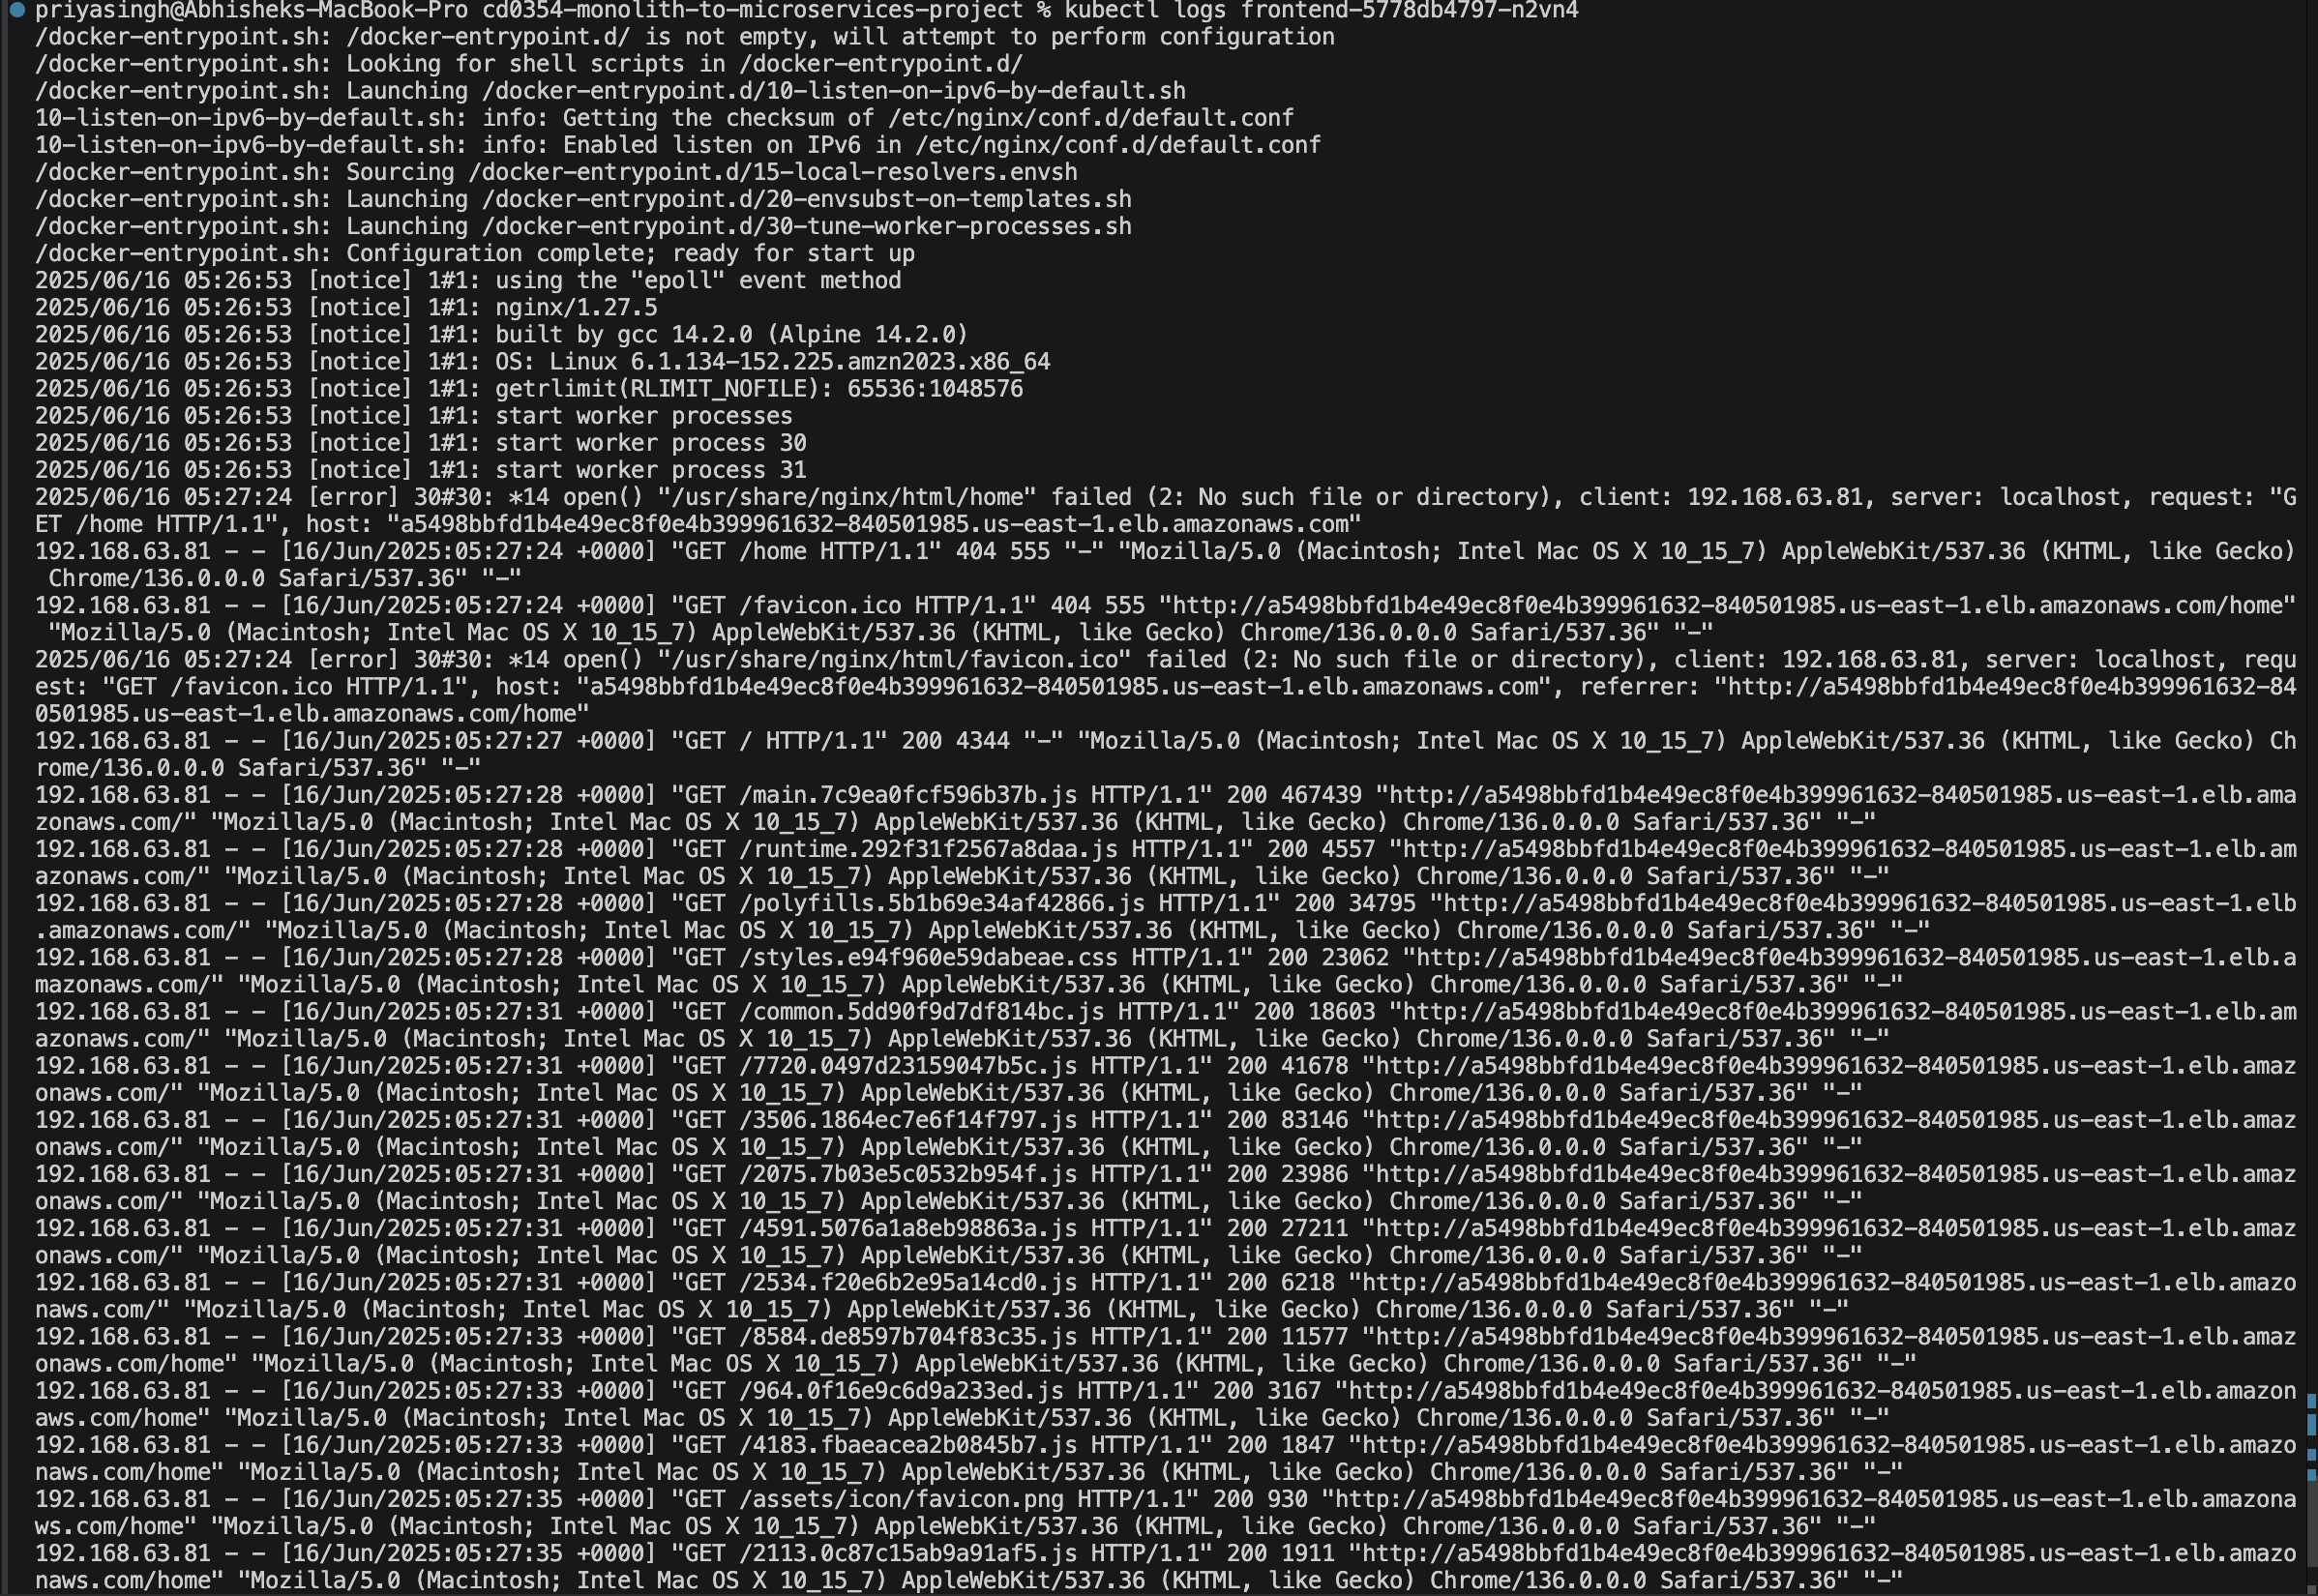 priyasingh@Abhisheks-MacBook-Pro cd0354-monolith-to-microservices-project % kubectl logs frontend-5778db4797-n2vn4
/docker-entrypoint.sh: /docker-entrypoint.d/ is not empty, will attempt to perform configuration
/docker-entrypoint.sh: Looking for shell scripts in /docker-entrypoint.d/
/docker-entrypoint.sh: Launching /docker-entrypoint.d/10-listen-on-ipv6-by-default.sh
10-listen-on-ipv6-by-default.sh: info: Getting the checksum of /etc/nginx/conf.d/default.conf
10-listen-on-ipv6-by-default.sh: info: Enabled listen on IPv6 in /etc/nginx/conf.d/default.conf
/docker-entrypoint.sh: Sourcing /docker-entrypoint.d/15-local-resolvers.envsh
/docker-entrypoint.sh: Launching /docker-entrypoint.d/20-envsubst-on-templates.sh
/docker-entrypoint.sh: Launching /docker-entrypoint.d/30-tune-worker-processes.sh
/docker-entrypoint.sh: Configuration complete; ready for start up
2025/06/16 05:26:53 [notice] 1#1: using the "epoll" event method
2025/06/16 05:26:53 [notice] 1#1: nginx/1.27.5
2025/06/16 05:26:53 [notice] 1#1: built by gcc 14.2.0 (Alpine 14.2.0)
2025/06/16 05:26:53 [notice] 1#1: OS: Linux 6.1.134-152.225.amzn2023.x86_64
2025/06/16 05:26:53 [notice] 1#1: getrlimit(RLIMIT_NOFILE): 65536:1048576
2025/06/16 05:26:53 [notice] 1#1: start worker processes
2025/06/16 05:26:53 [notice] 1#1: start worker process 30
2025/06/16 05:26:53 [notice] 1#1: start worker process 31
2025/06/16 05:27:24 [error] 30#30: *14 open() "/usr/share/nginx/html/home" failed (2: No such file or directory), client: 192.168.63.81, server: localhost, request: "G
ET /home HTTP/1.1", host: "a5498bbfd1b4e49ec8f0e4b399961632-840501985.us-east-1.elb.amazonaws.com"
192.168.63.81 - - [16/Jun/2025:05:27:24 +0000] "GET /home HTTP/1.1" 404 555 "-" "Mozilla/5.0 (Macintosh; Intel Mac OS X 10_15_7) AppleWebKit/537.36 (KHTML, like Gecko)
 Chrome/136.0.0.0 Safari/537.36" "-"
192.168.63.81 - - [16/Jun/2025:05:27:24 +0000] "GET /favicon.ico HTTP/1.1" 404 555 "http://a5498bbfd1b4e49ec8f0e4b399961632-840501985.us-east-1.elb.amazonaws.com/home"
 "Mozilla/5.0 (Macintosh; Intel Mac OS X 10_15_7) AppleWebKit/537.36 (KHTML, like Gecko) Chrome/136.0.0.0 Safari/537.36" "-"
2025/06/16 05:27:24 [error] 30#30: *14 open() "/usr/share/nginx/html/favicon.ico" failed (2: No such file or directory), client: 192.168.63.81, server: localhost, requ
est: "GET /favicon.ico HTTP/1.1", host: "a5498bbfd1b4e49ec8f0e4b399961632-840501985.us-east-1.elb.amazonaws.com", referrer: "http://a5498bbfd1b4e49ec8f0e4b399961632-84
0501985.us-east-1.elb.amazonaws.com/home"
192.168.63.81 - - [16/Jun/2025:05:27:27 +0000] "GET / HTTP/1.1" 200 4344 "-" "Mozilla/5.0 (Macintosh; Intel Mac OS X 10_15_7) AppleWebKit/537.36 (KHTML, like Gecko) Ch
rome/136.0.0.0 Safari/537.36" "-"
192.168.63.81 - - [16/Jun/2025:05:27:28 +0000] "GET /main.7c9ea0fcf596b37b.js HTTP/1.1" 200 467439 "http://a5498bbfd1b4e49ec8f0e4b399961632-840501985.us-east-1.elb.ama
zonaws.com/" "Mozilla/5.0 (Macintosh; Intel Mac OS X 10_15_7) AppleWebKit/537.36 (KHTML, like Gecko) Chrome/136.0.0.0 Safari/537.36" "-"
192.168.63.81 - - [16/Jun/2025:05:27:28 +0000] "GET /runtime.292f31f2567a8daa.js HTTP/1.1" 200 4557 "http://a5498bbfd1b4e49ec8f0e4b399961632-840501985.us-east-1.elb.am
azonaws.com/" "Mozilla/5.0 (Macintosh; Intel Mac OS X 10_15_7) AppleWebKit/537.36 (KHTML, like Gecko) Chrome/136.0.0.0 Safari/537.36" "-"
192.168.63.81 - - [16/Jun/2025:05:27:28 +0000] "GET /polyfills.5b1b69e34af42866.js HTTP/1.1" 200 34795 "http://a5498bbfd1b4e49ec8f0e4b399961632-840501985.us-east-1.elb
.amazonaws.com/" "Mozilla/5.0 (Macintosh; Intel Mac OS X 10_15_7) AppleWebKit/537.36 (KHTML, like Gecko) Chrome/136.0.0.0 Safari/537.36" "-"
192.168.63.81 - - [16/Jun/2025:05:27:28 +0000] "GET /styles.e94f960e59dabeae.css HTTP/1.1" 200 23062 "http://a5498bbfd1b4e49ec8f0e4b399961632-840501985.us-east-1.elb.a
mazonaws.com/" "Mozilla/5.0 (Macintosh; Intel Mac OS X 10_15_7) AppleWebKit/537.36 (KHTML, like Gecko) Chrome/136.0.0.0 Safari/537.36" "-"
192.168.63.81 - - [16/Jun/2025:05:27:31 +0000] "GET /common.5dd90f9d7df814bc.js HTTP/1.1" 200 18603 "http://a5498bbfd1b4e49ec8f0e4b399961632-840501985.us-east-1.elb.am
azonaws.com/" "Mozilla/5.0 (Macintosh; Intel Mac OS X 10_15_7) AppleWebKit/537.36 (KHTML, like Gecko) Chrome/136.0.0.0 Safari/537.36" "-"
192.168.63.81 - - [16/Jun/2025:05:27:31 +0000] "GET /7720.0497d23159047b5c.js HTTP/1.1" 200 41678 "http://a5498bbfd1b4e49ec8f0e4b399961632-840501985.us-east-1.elb.amaz
onaws.com/" "Mozilla/5.0 (Macintosh; Intel Mac OS X 10_15_7) AppleWebKit/537.36 (KHTML, like Gecko) Chrome/136.0.0.0 Safari/537.36" "-"
192.168.63.81 - - [16/Jun/2025:05:27:31 +0000] "GET /3506.1864ec7e6f14f797.js HTTP/1.1" 200 83146 "http://a5498bbfd1b4e49ec8f0e4b399961632-840501985.us-east-1.elb.amaz
onaws.com/" "Mozilla/5.0 (Macintosh; Intel Mac OS X 10_15_7) AppleWebKit/537.36 (KHTML, like Gecko) Chrome/136.0.0.0 Safari/537.36" "-"
192.168.63.81 - - [16/Jun/2025:05:27:31 +0000] "GET /2075.7b03e5c0532b954f.js HTTP/1.1" 200 23986 "http://a5498bbfd1b4e49ec8f0e4b399961632-840501985.us-east-1.elb.amaz
onaws.com/" "Mozilla/5.0 (Macintosh; Intel Mac OS X 10_15_7) AppleWebKit/537.36 (KHTML, like Gecko) Chrome/136.0.0.0 Safari/537.36" "-"
192.168.63.81 - - [16/Jun/2025:05:27:31 +0000] "GET /4591.5076a1a8eb98863a.js HTTP/1.1" 200 27211 "http://a5498bbfd1b4e49ec8f0e4b399961632-840501985.us-east-1.elb.amaz
onaws.com/" "Mozilla/5.0 (Macintosh; Intel Mac OS X 10_15_7) AppleWebKit/537.36 (KHTML, like Gecko) Chrome/136.0.0.0 Safari/537.36" "-"
192.168.63.81 - - [16/Jun/2025:05:27:31 +0000] "GET /2534.f20e6b2e95a14cd0.js HTTP/1.1" 200 6218 "http://a5498bbfd1b4e49ec8f0e4b399961632-840501985.us-east-1.elb.amazo
naws.com/" "Mozilla/5.0 (Macintosh; Intel Mac OS X 10_15_7) AppleWebKit/537.36 (KHTML, like Gecko) Chrome/136.0.0.0 Safari/537.36" "-"
192.168.63.81 - - [16/Jun/2025:05:27:33 +0000] "GET /8584.de8597b704f83c35.js HTTP/1.1" 200 11577 "http://a5498bbfd1b4e49ec8f0e4b399961632-840501985.us-east-1.elb.amaz
onaws.com/home" "Mozilla/5.0 (Macintosh; Intel Mac OS X 10_15_7) AppleWebKit/537.36 (KHTML, like Gecko) Chrome/136.0.0.0 Safari/537.36" "-"
192.168.63.81 - - [16/Jun/2025:05:27:33 +0000] "GET /964.0f16e9c6d9a233ed.js HTTP/1.1" 200 3167 "http://a5498bbfd1b4e49ec8f0e4b399961632-840501985.us-east-1.elb.amazon
aws.com/home" "Mozilla/5.0 (Macintosh; Intel Mac OS X 10_15_7) AppleWebKit/537.36 (KHTML, like Gecko) Chrome/136.0.0.0 Safari/537.36" "-"
192.168.63.81 - - [16/Jun/2025:05:27:33 +0000] "GET /4183.fbaeacea2b0845b7.js HTTP/1.1" 200 1847 "http://a5498bbfd1b4e49ec8f0e4b399961632-840501985.us-east-1.elb.amazo
naws.com/home" "Mozilla/5.0 (Macintosh; Intel Mac OS X 10_15_7) AppleWebKit/537.36 (KHTML, like Gecko) Chrome/136.0.0.0 Safari/537.36" "-"
192.168.63.81 - - [16/Jun/2025:05:27:35 +0000] "GET /assets/icon/favicon.png HTTP/1.1" 200 930 "http://a5498bbfd1b4e49ec8f0e4b399961632-840501985.us-east-1.elb.amazona
ws.com/home" "Mozilla/5.0 (Macintosh; Intel Mac OS X 10_15_7) AppleWebKit/537.36 (KHTML, like Gecko) Chrome/136.0.0.0 Safari/537.36" "-"
192.168.63.81 - - [16/Jun/2025:05:27:35 +0000] "GET /2113.0c87c15ab9a91af5.js HTTP/1.1" 200 1911 "http://a5498bbfd1b4e49ec8f0e4b399961632-840501985.us-east-1.elb.amazo
naws.com/home" "Mozilla/5.0 (Macintosh; Intel Mac OS X 10_15_7) AppleWebKit/537.36 (KHTML, like Gecko) Chrome/136.0.0.0 Safari/537.36" "-"